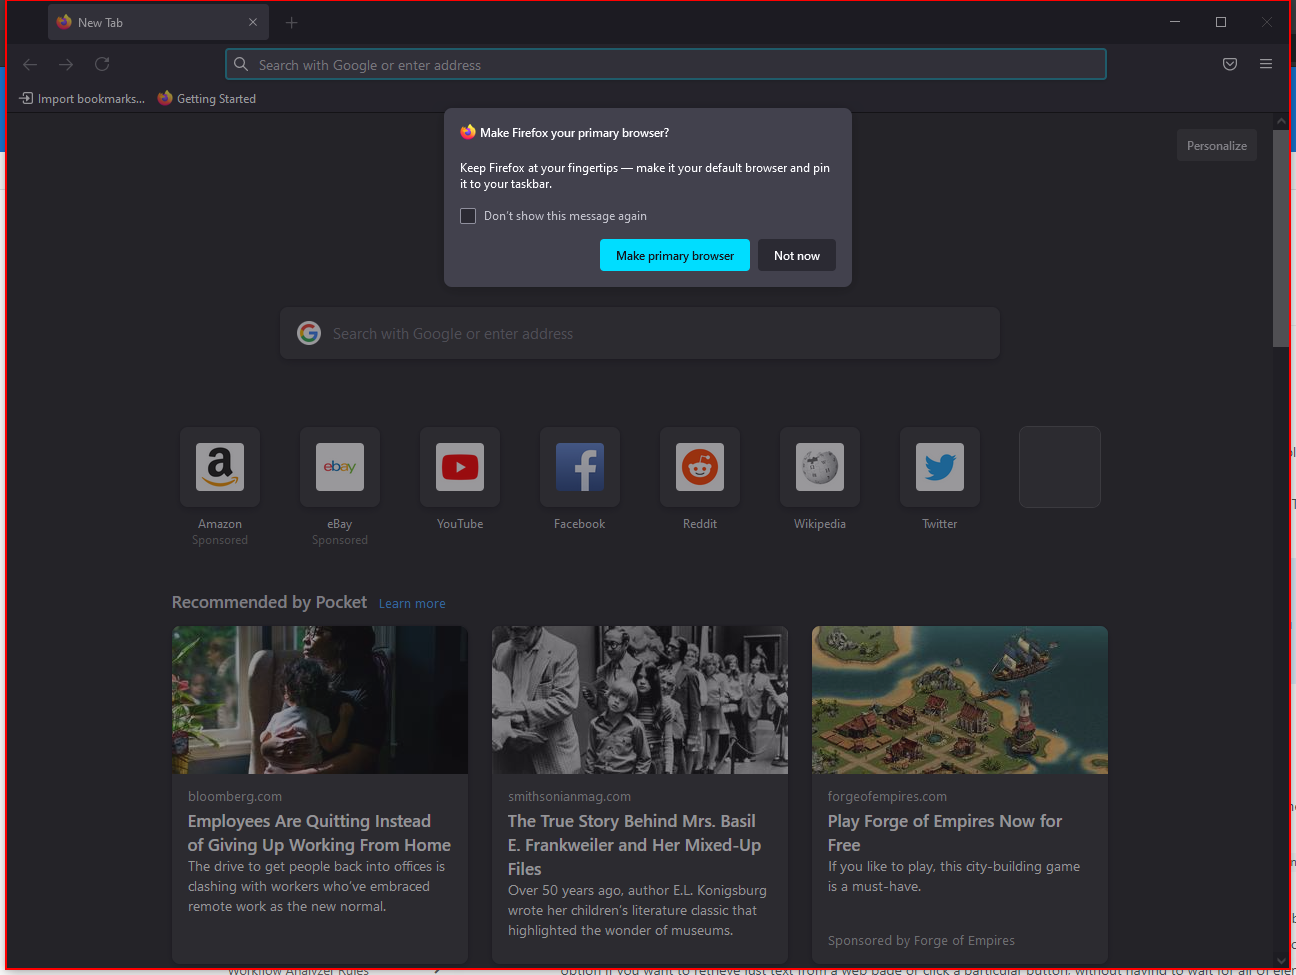 New Tab
Search with Google or enter address
Import bookmarks...
Getting Started
Make Firefox your primary browser?
Personalize
Keep Firefox at your fingertips — make it your default browser and pin
it to your taskbar.
Don't show this message again
Make primary browser
Not now
Search with Google or enter address
a
ebay
Amazon
Sponsored
eBay
Sponsored
YouTube
Facebook
Reddit
Wikipedia
Twitter
Recommended by Pocket Learn more
bloomberg.com
Employees Are Quitting Instead
of Giving Up Working From Home
The drive to get people back into offices is
clashing with workers who've embraced
remote work as the new normal.
smithsonianmag.com
The True Story Behind Mrs. Basil
E. Frankweiler and Her Mixed-Up
Files
Over 50 years ago, author E.L. Konigsburg
wrote her children's literature classic that
highlighted the wonder of museums.
forgeofempires.com
Play Forge of Empires Now for
Free
If you like to play, this city-building game
is a must-have.
Sponsored by Forge of Empires
Workflow Analyzer Rules
option if you want to retrieve just text from a web page or click a particular button, without having to wait for all of